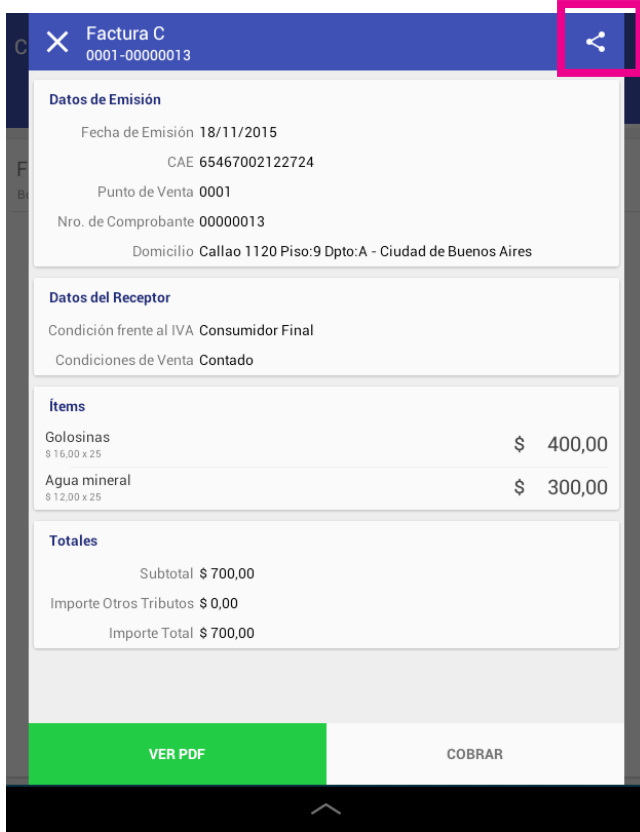 Factura C
0001-00000013
Datos de Emisión
Fecha de Emisión 18/11/2015
CAE 65467002122724
Punto de Venta 0001
Nro. de Comprobante 00000013
Domicilio Callao 1120 Piso:9 Dpto:A - Ciudad de Buenos Aires
Datos del Receptor
Condición frente al IVA Consumidor Final
Condiciones de Venta Contado
Ítems
Golosinas $ 400,00
$ 16,00 x 25
Agua mineral $ 300,00
$ 12,00 x 25
Totales
Subtotal $ 700,00
Importe Otros Tributos $ 0,00
Importe Total $ 700,00
VER PDF COBRAR